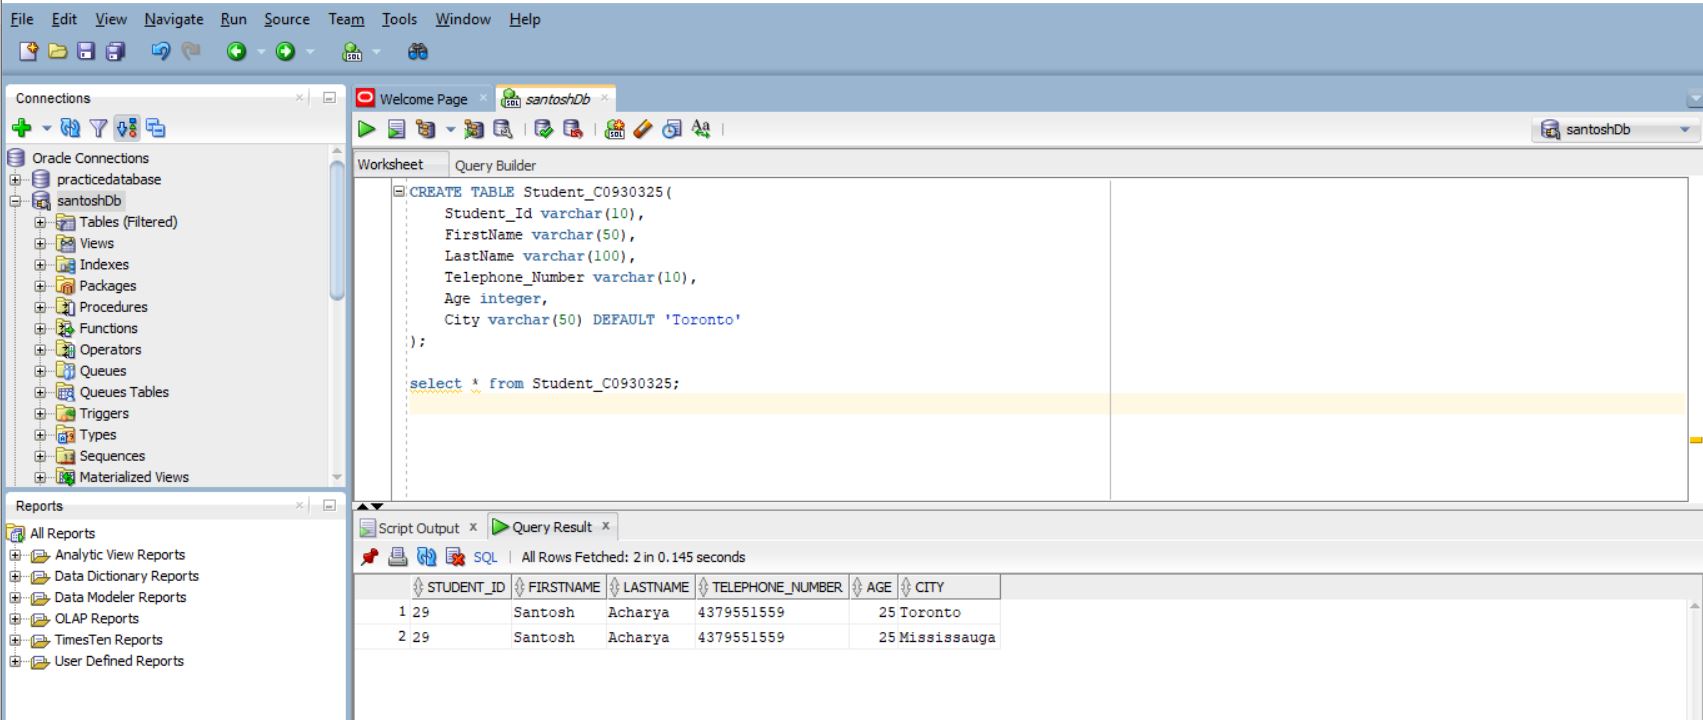 File Edit View Navigate Run Source Team Tools Window Help
Connections
Oracle Connections
practicedatabase
santoshDb
Tables (Filtered)
Views
Indexes
Packages
Procedures
Functions
Operators
Queues
Queues Tables
Triggers
Types
Sequences
Materialized Views
Reports
All Reports
Analytic View Reports
Data Dictionary Reports
Data Modeler Reports
OLAP Reports
TimesTen Reports
User Defined Reports
Welcome Page santoshDb
santoshDb
Worksheet Query Builder
CREATE TABLE Student_C0930325(
Student_Id varchar(10),
FirstName varchar(50),
LastName varchar(100),
Telephone_Number varchar(10),
Age integer,
City varchar(50) DEFAULT 'Toronto'
);
select * from Student_C0930325;
Script Output x Query Result x
SQL | All Rows Fetched: 2 in 0.145 seconds
STUDENT_ID FIRSTNAME LASTNAME TELEPHONE_NUMBER AGE CITY
1 29 Santosh Acharya 4379551559 25 Toronto
2 29 Santosh Acharya 4379551559 25 Mississauga